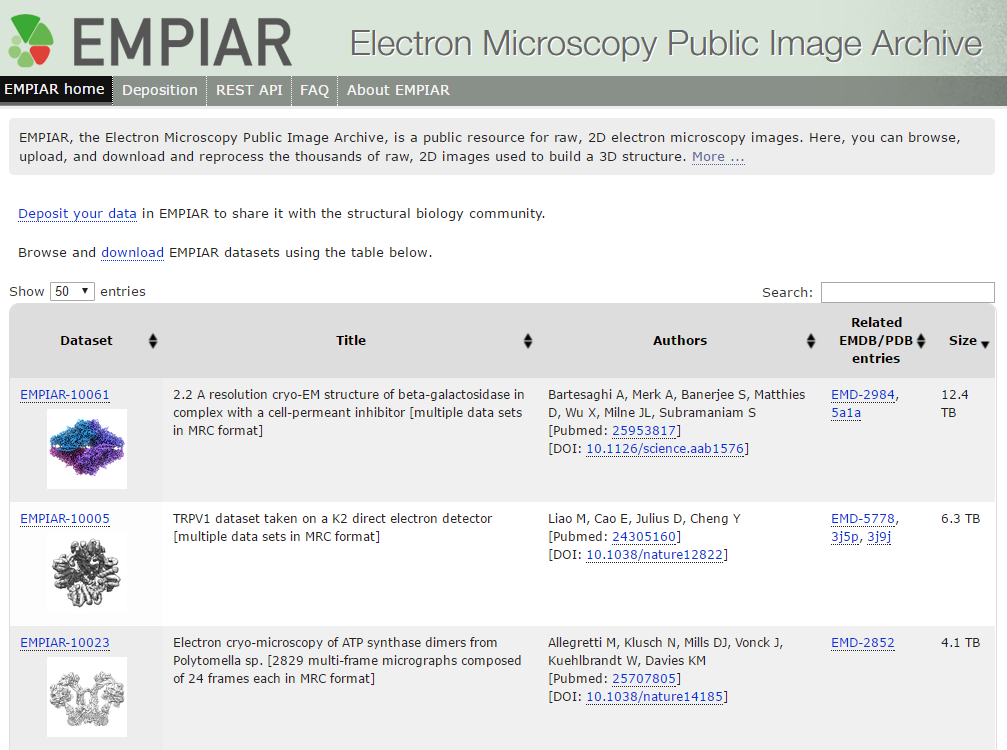 EMPIAR
Electron Microscopy Public Image Archive
EMPIAR home Deposition REST API FAQ About EMPIAR
EMPIAR, the Electron Microscopy Public Image Archive, is a public resource for raw, 2D electron microscopy images. Here, you can browse,
upload, and download and reprocess the thousands of raw, 2D images used to build a 3D structure. More ...
Deposit your data in EMPIAR to share it with the structural biology community.
Browse and download EMPIAR datasets using the table below.
Show 50 entries
Search:
Dataset
Title
Authors
Related
EMDB/PDB
entries
Size
EMPIAR-10061
2.2 A resolution cryo-EM structure of beta-galactosidase in
complex with a cell-permeant inhibitor [multiple data sets
in MRC format]
Bartesaghi A, Merk A, Banerjee S, Matthies
D, Wu X, Milne JL, Subramaniam S
[Pubmed: 25953817]
[DOI: 10.1126/science.aab1576]
EMD-2984,
5a1a
12.4
TB
EMPIAR-10005
TRPV1 dataset taken on a K2 direct electron detector
[multiple data sets in MRC format]
Liao M, Cao E, Julius D, Cheng Y
[Pubmed: 24305160]
[DOI: 10.1038/nature12822]
EMD-5778,
3j5p, 3j9j
6.3 TB
EMPIAR-10023
Electron cryo-microscopy of ATP synthase dimers from
Polytomella sp. [2829 multi-frame micrographs composed
of 24 frames each in MRC format]
Allegretti M, Klusch N, Mills DJ, Vonck J,
Kuehlbrandt W, Davies KM
[Pubmed: 25707805]
[DOI: 10.1038/nature14185]
EMD-2852
4.1 TB